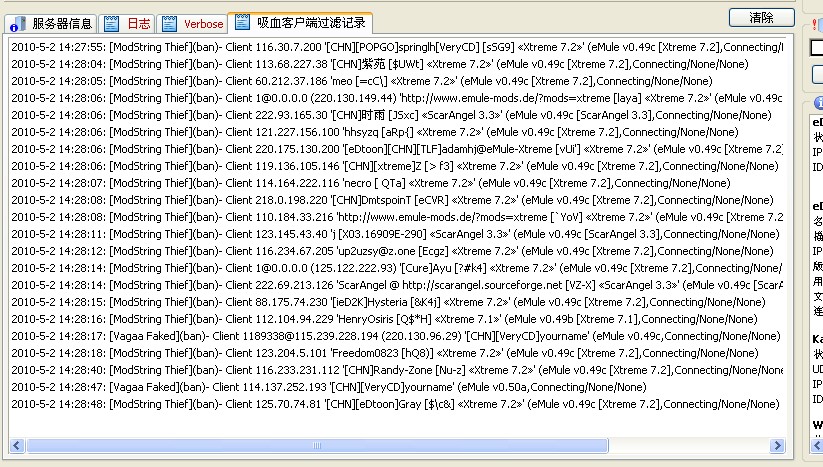 服务器信息 日志 Verbose 吸血客户端过滤记录 清除
2010-5-2 14:27:55: [ModString Thief](ban)- Client 116.30.7.200 '[CHN][POPGO]springlh[VeryCD] [sSG9] «Xtreme 7.2»' (eMule v0.49c [Xtreme 7.2],Connecting/
2010-5-2 14:28:04: [ModString Thief](ban)- Client 113.68.227.38 '[CHN]紫苑 [$UWt] «Xtreme 7.2»' (eMule v0.49c [Xtreme 7.2],Connecting/None/None)
2010-5-2 14:28:05: [ModString Thief](ban)- Client 60.212.37.186 'meo [=cC\] «Xtreme 7.2»' (eMule v0.49c [Xtreme 7.2],Connecting/None/None)
2010-5-2 14:28:06: [ModString Thief](ban)- Client 1@0.0.0.0 (220.130.149.44) 'http://www.emule-mods.de/?mods=xtreme [laya] «Xtreme 7.2»' (eMule v0.49c
2010-5-2 14:28:06: [ModString Thief](ban)- Client 222.93.165.30 '[CHN]时雨 [J5xc] «ScarAngel 3.3»' (eMule v0.49c [ScarAngel 3.3],Connecting/None/None)
2010-5-2 14:28:06: [ModString Thief](ban)- Client 121.227.156.100 'hhsyzq [aRp{] «Xtreme 7.2»' (eMule v0.49c [Xtreme 7.2],Connecting/None/None)
2010-5-2 14:28:06: [ModString Thief](ban)- Client 220.175.130.200 '[eDtoon][CHN][TLF]adamhj@eMule-Xtreme [vUi'] «Xtreme 7.2»' (eMule v0.49c [Xtreme 7.2]
2010-5-2 14:28:06: [ModString Thief](ban)- Client 119.136.105.146 '[CHN][xtreme]Z [> f3] «Xtreme 7.2»' (eMule v0.49c [Xtreme 7.2],Connecting/None/None)
2010-5-2 14:28:07: [ModString Thief](ban)- Client 114.164.222.116 'necro [ QTa] «Xtreme 7.2»' (eMule v0.49c [Xtreme 7.2],Connecting/None/None)
2010-5-2 14:28:08: [ModString Thief](ban)- Client 218.0.198.220 '[CHN]DmtspoinT [eCVR] «Xtreme 7.2»' (eMule v0.49c [Xtreme 7.2],Connecting/None/None)
2010-5-2 14:28:08: [ModString Thief](ban)- Client 110.184.33.216 'http://www.emule-mods.de/?mods=xtreme [`YoV] «Xtreme 7.2»' (eMule v0.49c [Xtreme 7.2
2010-5-2 14:28:11: [ModString Thief](ban)- Client 123.145.43.40 'j [X03.16909E-290] «ScarAngel 3.3»' (eMule v0.49c [ScarAngel 3.3],Connecting/None/None)
2010-5-2 14:28:12: [ModString Thief](ban)- Client 116.234.67.205 'up2uzsy@z.one [Ecgz] «Xtreme 7.2»' (eMule v0.49c [Xtreme 7.2],Connecting/None/None)
2010-5-2 14:28:14: [ModString Thief](ban)- Client 1@0.0.0.0 (125.122.222.93) '[Cure]Ayu [?#k4] «Xtreme 7.2»' (eMule v0.49c [Xtreme 7.2],Connecting/None/None)
2010-5-2 14:28:14: [ModString Thief](ban)- Client 222.69.213.126 'ScarAngel @ http://scarangel.sourceforge.net [VZ-X] «ScarAngel 3.3»' (eMule v0.49c [ScarA
2010-5-2 14:28:15: [ModString Thief](ban)- Client 88.175.74.230 'ieD2K]Hysteria [&K4j] «Xtreme 7.2»' (eMule v0.49c [Xtreme 7.2],Connecting/None/None)
2010-5-2 14:28:16: [ModString Thief](ban)- Client 112.104.94.229 'HenryOsiris [Q$*H] «Xtreme 7.1»' (eMule v0.49b [Xtreme 7.1],Connecting/None/None)
2010-5-2 14:28:17: [Vagaa Faked](ban)- Client 1189338@115.239.228.194 (220.130.96.29) '[CHN][VeryCD]yourname' (eMule v0.49c,Connecting/None/None)
2010-5-2 14:28:18: [ModString Thief](ban)- Client 123.204.5.101 'Freedom0823 [hQ8)] «Xtreme 7.2»' (eMule v0.49c [Xtreme 7.2],Connecting/None/None)
2010-5-2 14:28:40: [ModString Thief](ban)- Client 116.233.231.112 '[CHN]Randy-Zone [Nu-z] «Xtreme 7.2»' (eMule v0.49c [Xtreme 7.2],Connecting/None/None)
2010-5-2 14:28:47: [Vagaa Faked](ban)- Client 114.137.252.193 '[CHN][VeryCD]yourname' (eMule v0.50a,Connecting/None/None)
2010-5-2 14:28:48: [ModString Thief](ban)- Client 125.70.74.81 '[CHN][eDtoon]Gray [$\c&] «Xtreme 7.2»' (eMule v0.49c [Xtreme 7.2],Connecting/None/None)
IP
ID
IP
UD
IP
ID